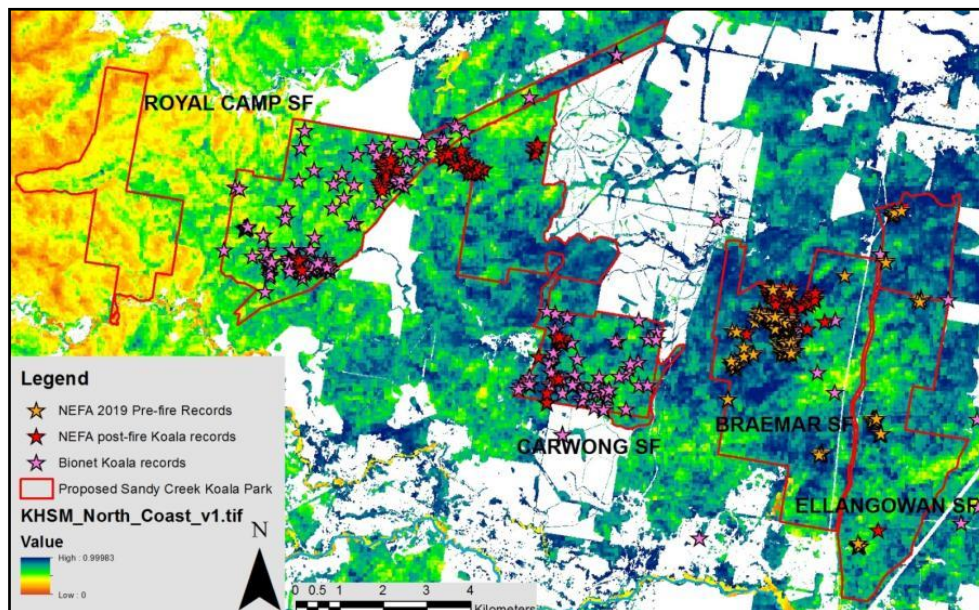 ROYAL CAMP SF
CARWONG SF
BRAEMAR SF
ELLANGOWAN SF
Legend
NEFA 2019 Pre-fire Records
NEFA post-fire Koala records
Bionet Koala records
Proposed Sandy Creek Koala Park
KHSM_North_Coast_v1.tif
Value
High : 0.99983
Low : 0
N
0 0.5 1 2 3 4
Kilometers